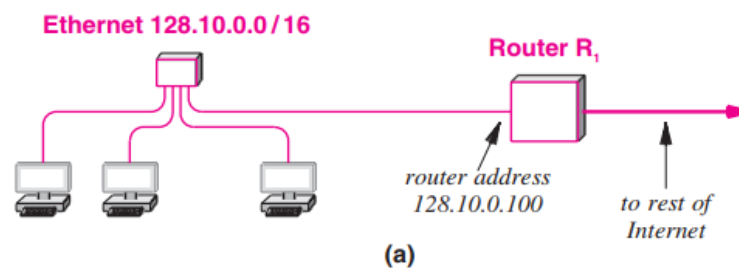 Ethernet 128.10.0.0 / 16
Router R1
router address
128.10.0.100
to rest of
Internet
(a)